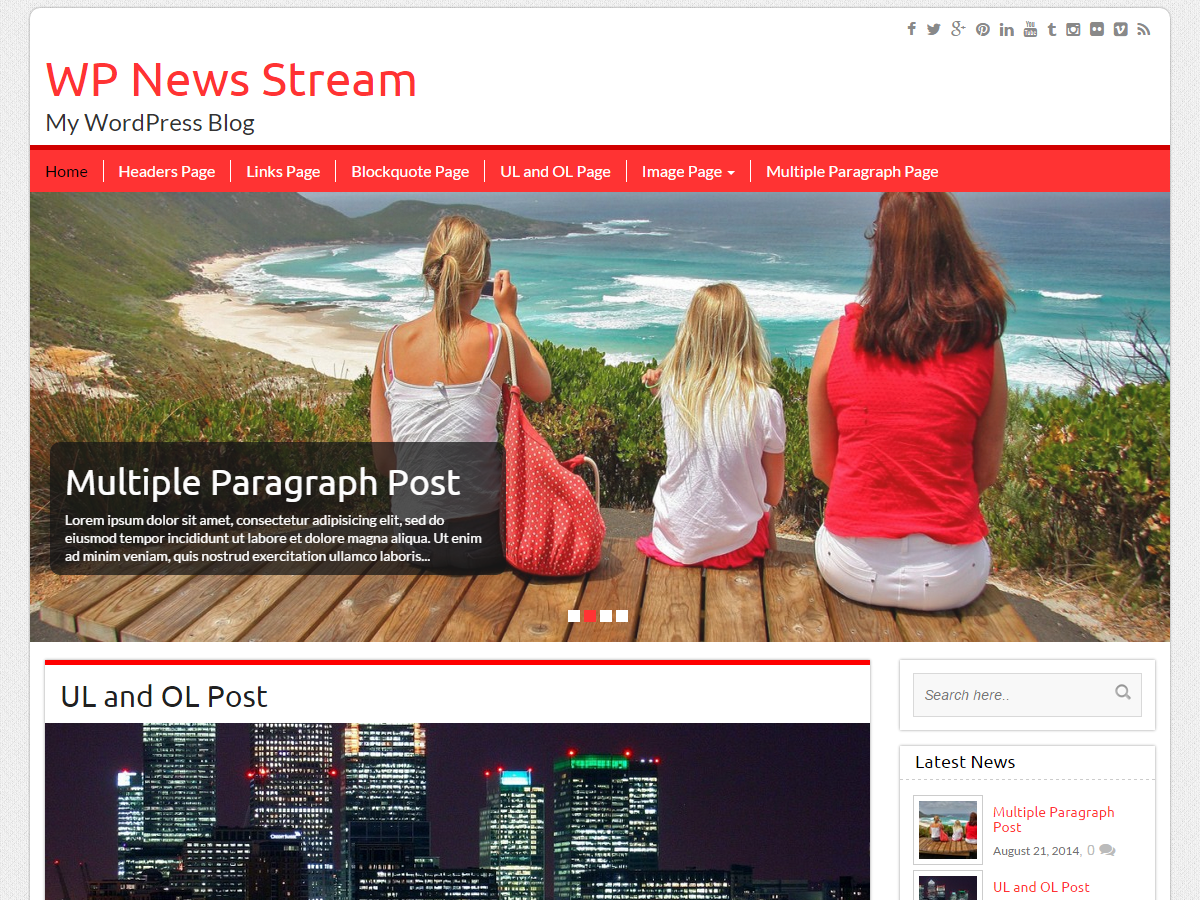 WP News Stream
My WordPress Blog
Home Headers Page Links Page Blockquote Page UL and OL Page Image Page Multiple Paragraph Page
Multiple Paragraph Post
Lorem ipsum dolor sit amet, consectetur adipisicing elit, sed do
eiusmod tempor incididunt ut labore et dolore magna aliqua. Ut enim
ad minim veniam, quis nostrud exercitation ullamco laboris...
UL and OL Post
Search here..
Latest News
Multiple Paragraph
Post
August 21, 2014, 0
UL and OL Post